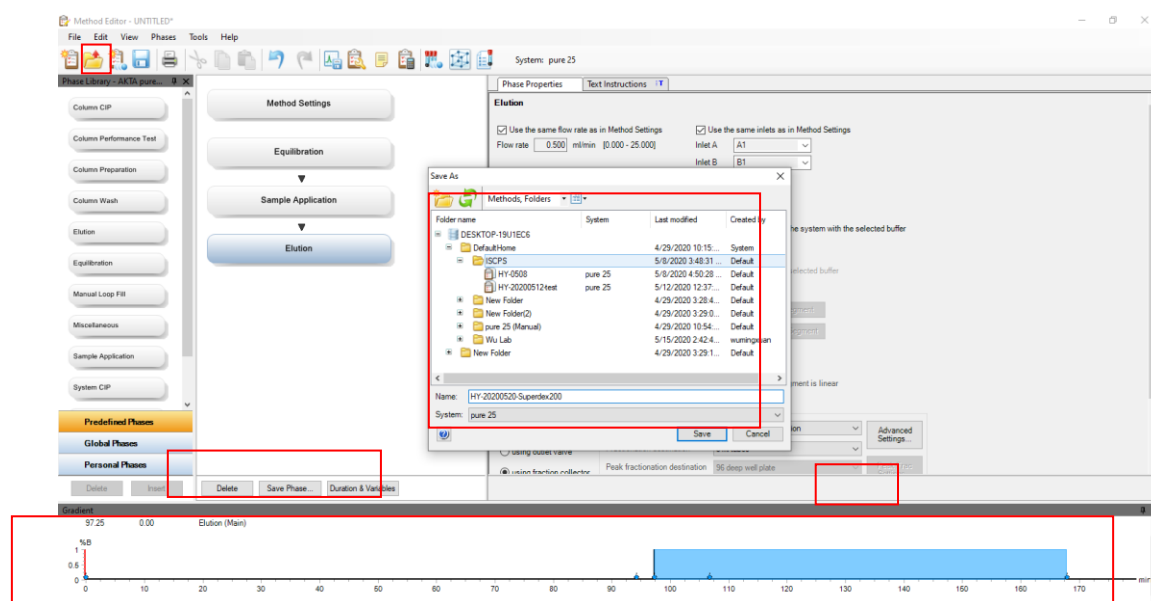 Method Editor - UNTITLED*
File Edit View Phases Tools Help
System: pure 25
Phase Library - AKTA pure...
Column CIP
Column Performance Test
Column Preparation
Column Wash
Elution
Equilibration
Manual Loop Fill
Miscellaneous
Sample Application
System CIP
Predefined Phases
Global Phases
Personal Phases
Delete Insert
Method Settings
Equilibration
Sample Application
Elution
Delete Save Phase... Duration & Variables
Phase Properties Text Instructions
Elution
Use the same flow rate as in Method Settings Use the same inlets as in Method Settings
Flow rate 0.500 ml/min [0.000 - 25.000] Inlet A A1
Inlet B B1
he system with the selected buffer
elected buffer
ment is linear
Advanced
Settings...
using outlet valve
using fraction collector Peak fractionation destination 96 deep well plate
Save As
Methods, Folders
Folder name System Last modified Created by
DESKTOP-19U1EC6
DefaultHome 4/29/2020 10:15:... System
ISCPS 5/8/2020 3:48:31 ... Default
HY-0508 pure 25 5/8/2020 4:50:28 ... Default
HY-20200512-test pure 25 5/12/2020 12:37:... Default
New Folder 4/29/2020 3:28:4... Default
New Folder(2) 4/29/2020 3:29:0... Default
pure 25 (Manual) 4/29/2020 10:54:... Default
Wu Lab 5/15/2020 2:42:4...
New Folder 4/29/2020 3:29:1... Default
Name: HY-20200520-Superdex200
System: pure 25
Save Cancel
Gradient
97.25 0.00 Elution (Main)
%B
1
0.5
0
0 10 20 30 40 50 60 70 80 90 100 110 120 130 140 150 160 170 min